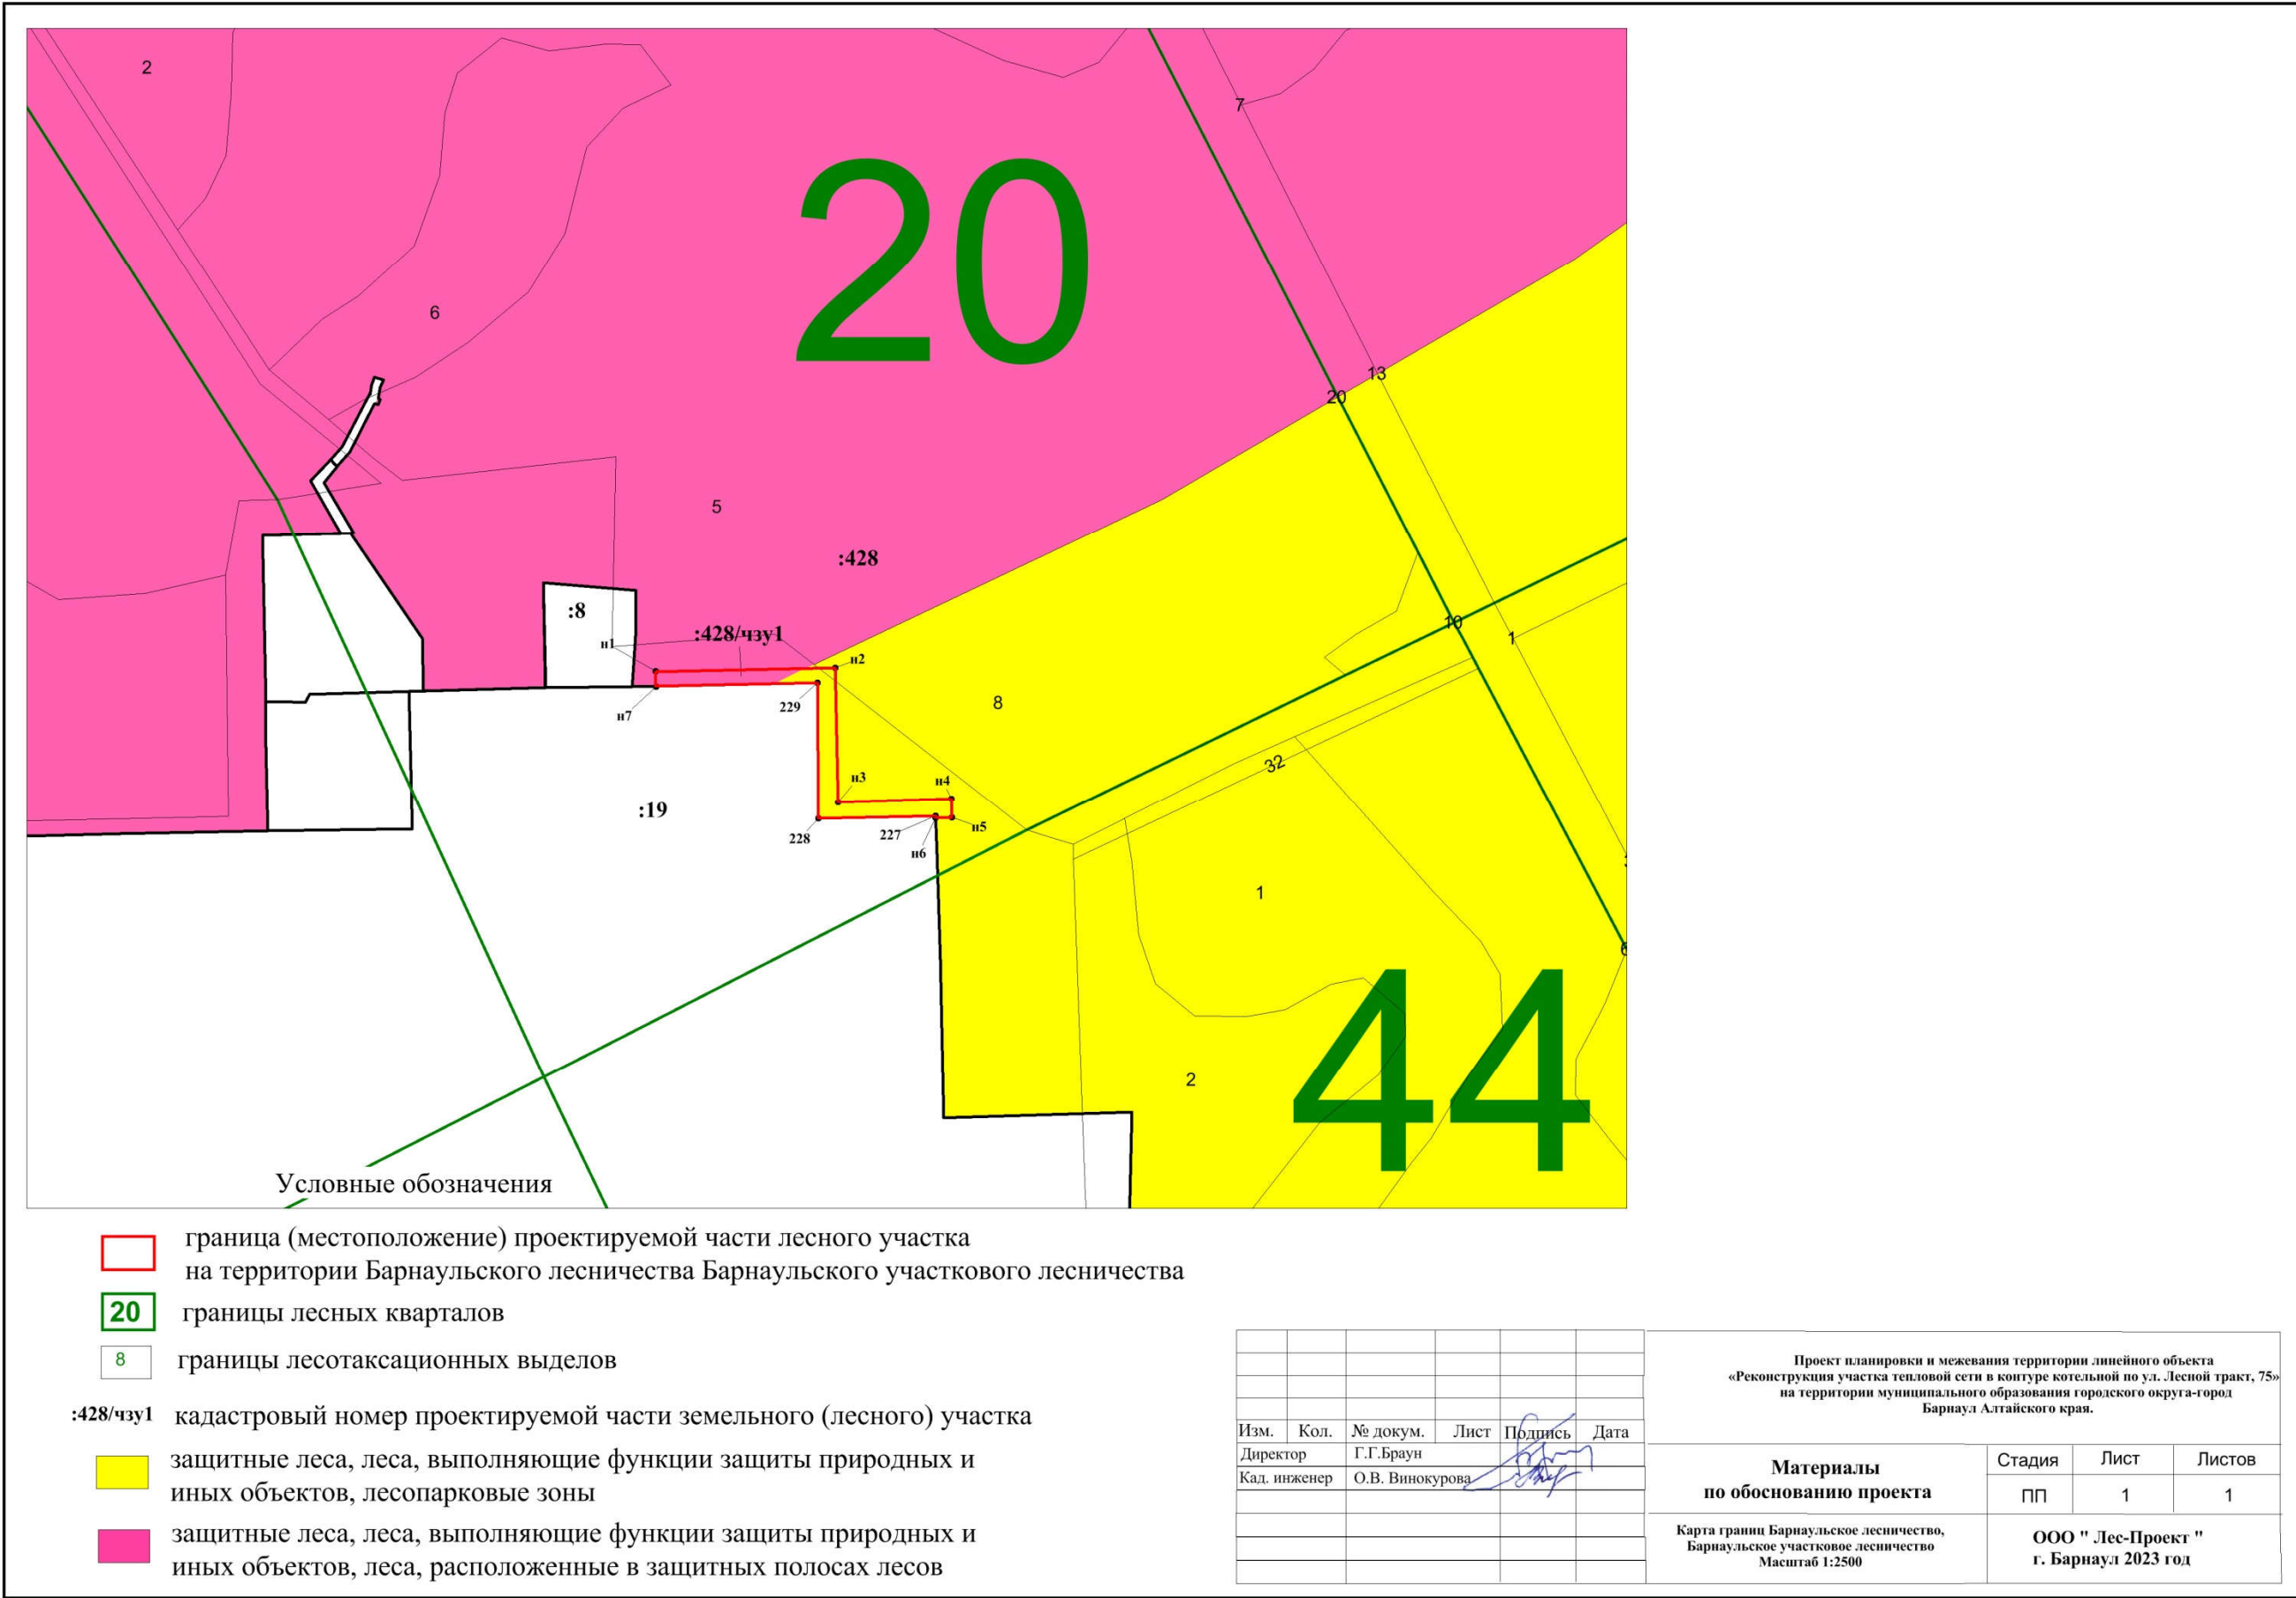 2
7
20
6
13
20
5
:428
:8
н1
:428/чзу1
н2
10
1
н7
229
8
32
н3
н4
:19
228
227
н5
н6
1
6
44
2
Условные обозначения
граница (местоположение) проектируемой части лесного участка
на территории Барнаульского лесничества Барнаульского участкового лесничества
20 границы лесных кварталов
8 границы лесотаксационных выделов
:428/чзу1 кадастровый номер проектируемой части земельного (лесного) участка
защитные леса, леса, выполняющие функции защиты природных и
иных объектов, лесопарковые зоны
защитные леса, леса, выполняющие функции защиты природных и
иных объектов, леса, расположенные в защитных полосах лесов
Изм. Кол. № докум. Лист Подпись Дата
Директор Г.Г.Браун
Кад. инженер О.В. Винокурова
Проект планировки и межевания территории линейного объекта
«Реконструкция участка тепловой сети в контуре котельной по ул. Лесной тракт, 75»
на территории муниципального образования городского округа-город
Барнаул Алтайского края.
Материалы
по обоснованию проекта
Стадия Лист Листов
ПП 1 1
Карта границ Барнаульское лесничество,
Барнаульское участковое лесничество
Масштаб 1:2500
ООО " Лес-Проект "
г. Барнаул 2023 год